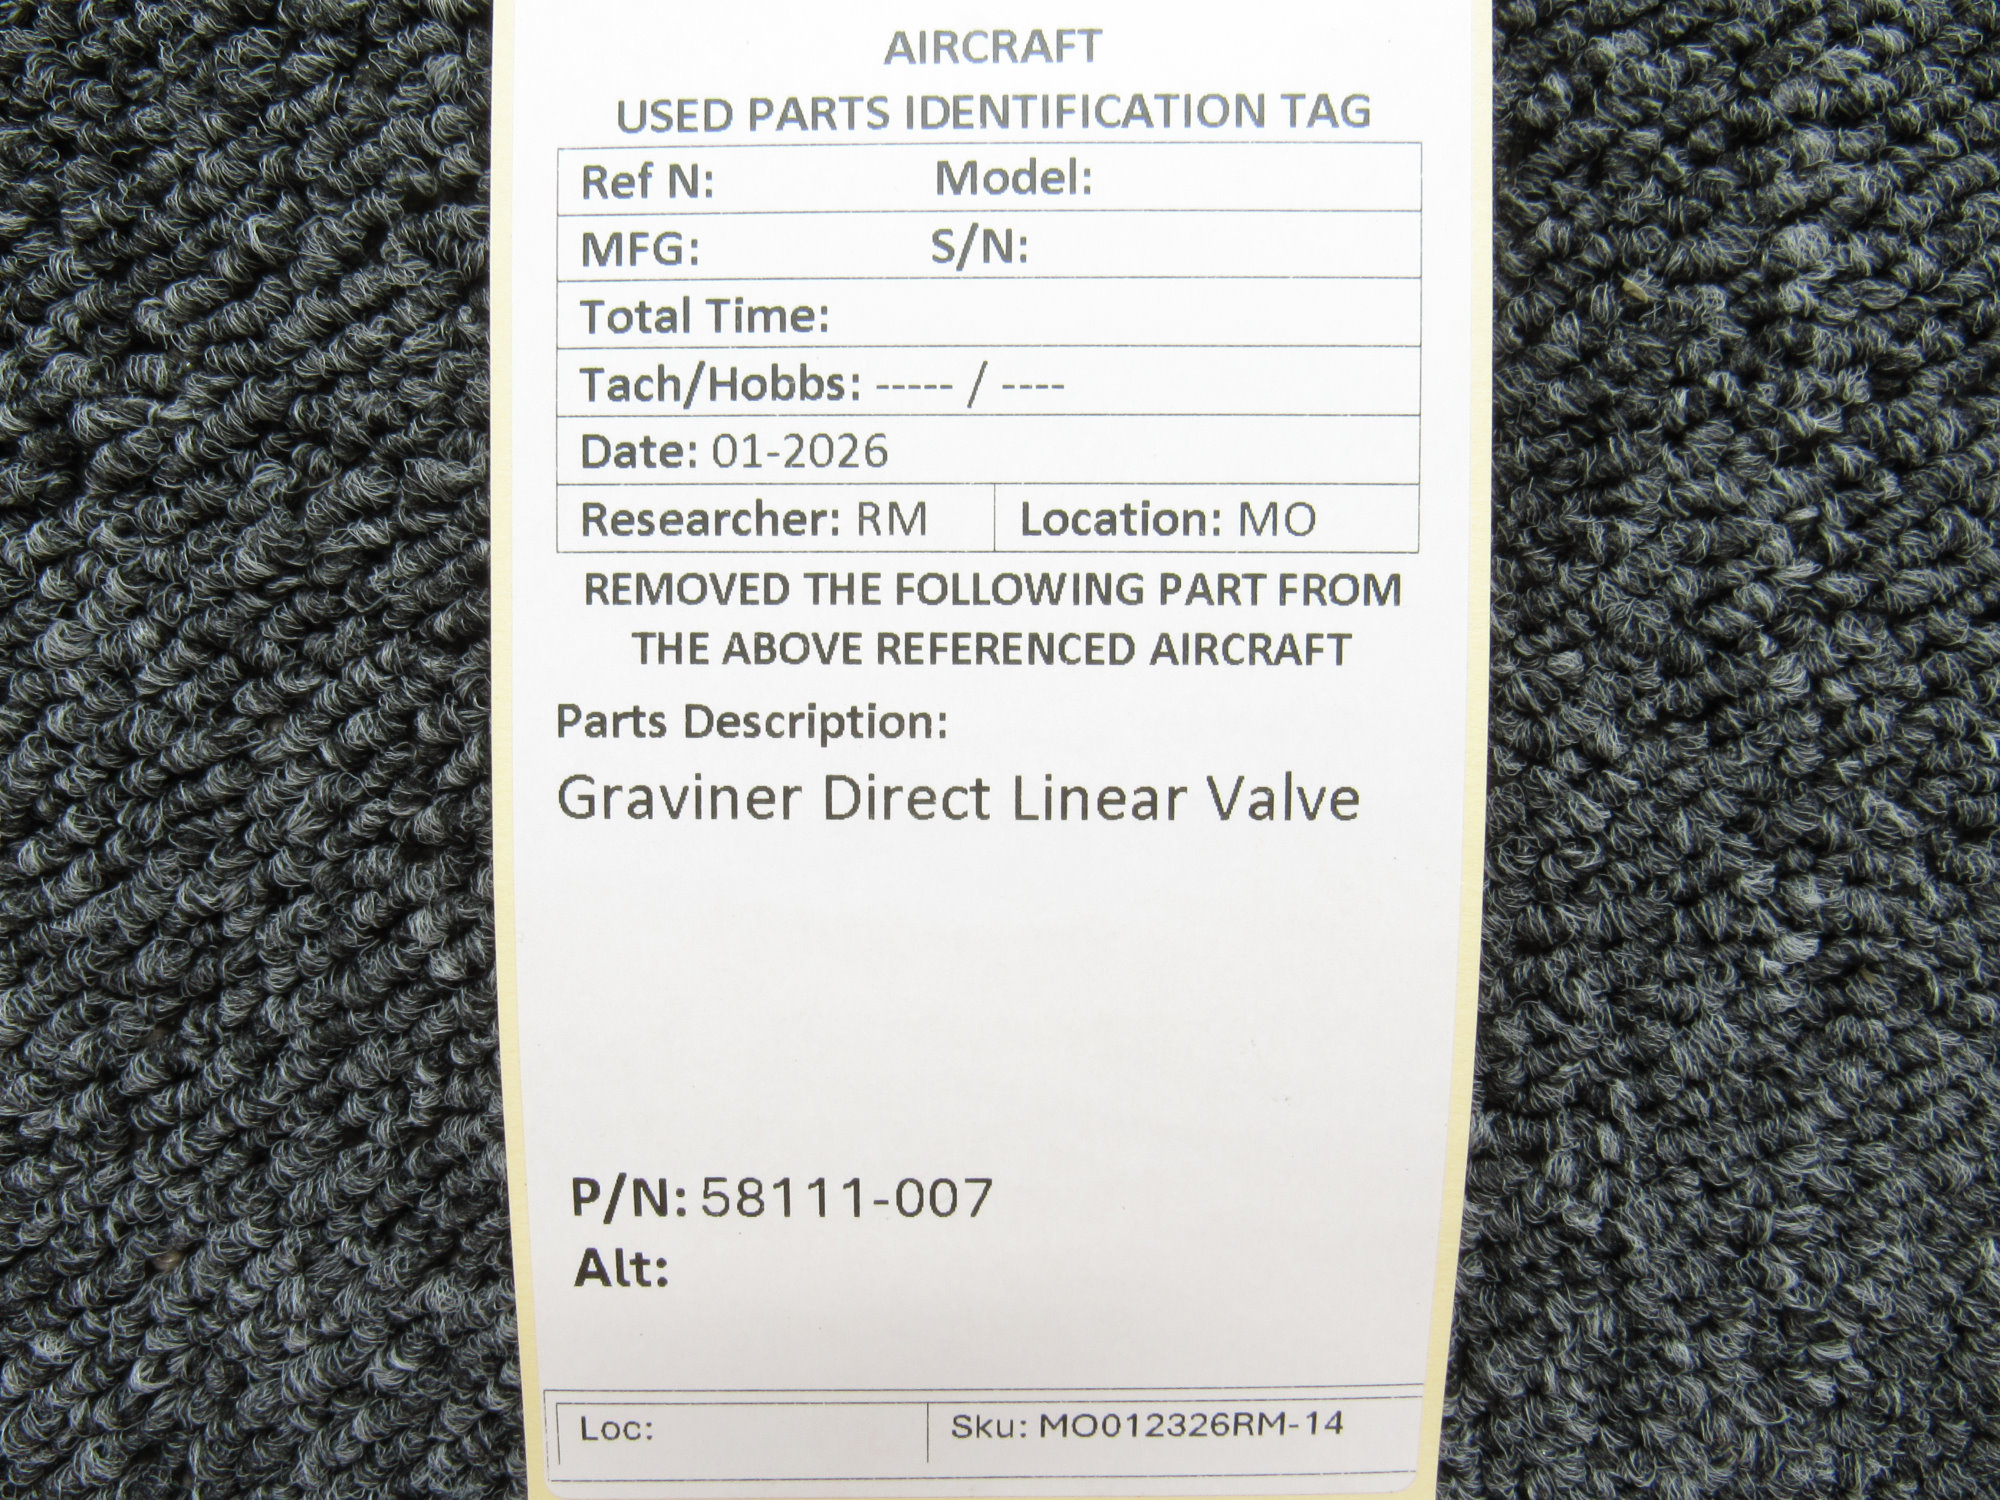 AIRCRAFT
USED PARTS IDENTIFICATION TAG
Ref N: Model:
MFG: S/N:
Total Time:
Tach/Hobbs: ----- / ----
Date: 01-2026
Researcher: RM Location: MO
REMOVED THE FOLLOWING PART FROM
THE ABOVE REFERENCED AIRCRAFT
Parts Description:
Graviner Direct Linear Valve
P/N: 58111-007
Alt:
Loc: Sku: MO012326RM-14